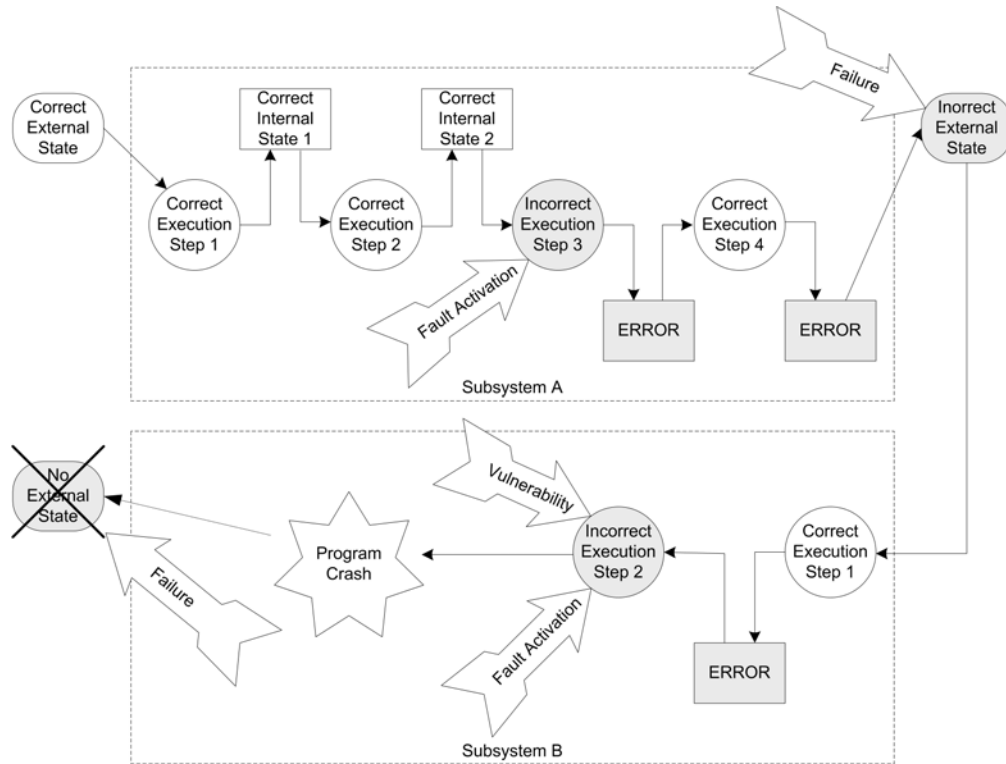 Failure
Correct
External
State
Correct
Internal
State 1
Correct
Internal
State 2
Inorrect
External
State
Correct
Execution
Step 1
Correct
Execution
Step 2
Incorrect
Execution
Step 3
Correct
Execution
Step 4
Fault Activation
ERROR
ERROR
Subsystem A
No
External
State
Vulnerability
Program
Crash
Incorrect
Execution
Step 2
Correct
Execution
Step 1
Failure
Fault Activation
ERROR
Subsystem B